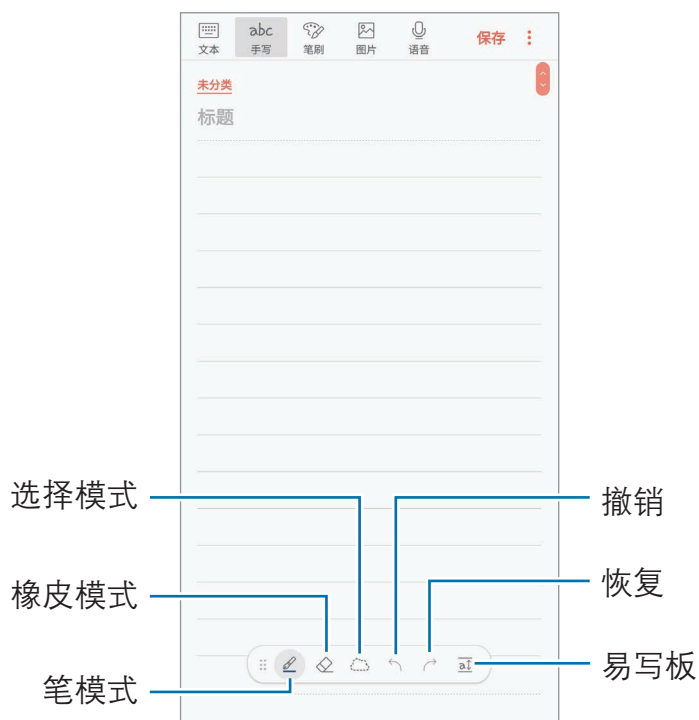 abc
文本 手写 笔刷 图片 语音 保存
未分类
标题
选择模式
撤销
橡皮模式
恢复
笔模式
易写板
a